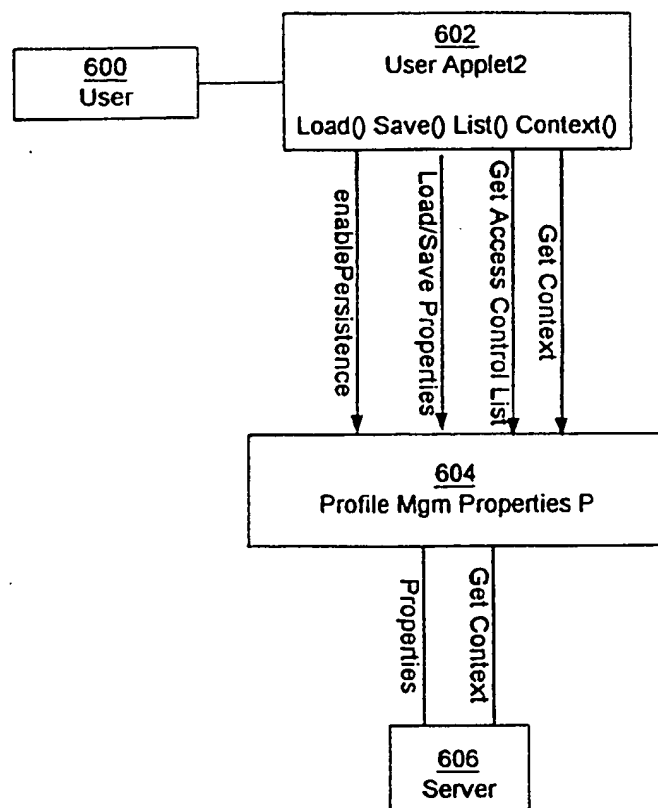 600
User
602
User Applet2
Load() Save() List() Context()
enablePersistence
Load/Save Properties
Get Access Control List
Get Context
604
Profile Mgm Properties P
Properties
Get Context
606
Server